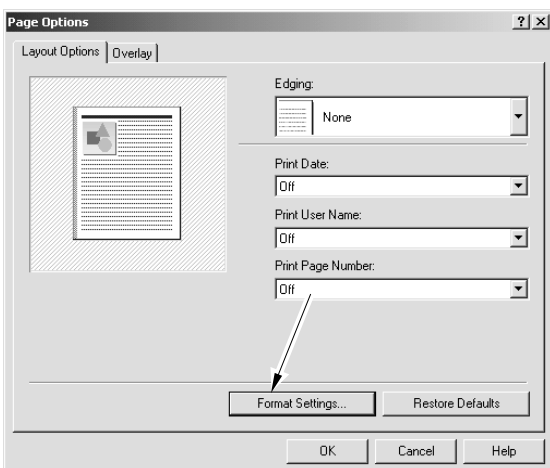 Page Options
Layout Options Overlay
Edging:
None
Print Date:
Off
Print User Name:
Off
Print Page Number:
Off
Format Settings... Restore Defaults
OK Cancel Help